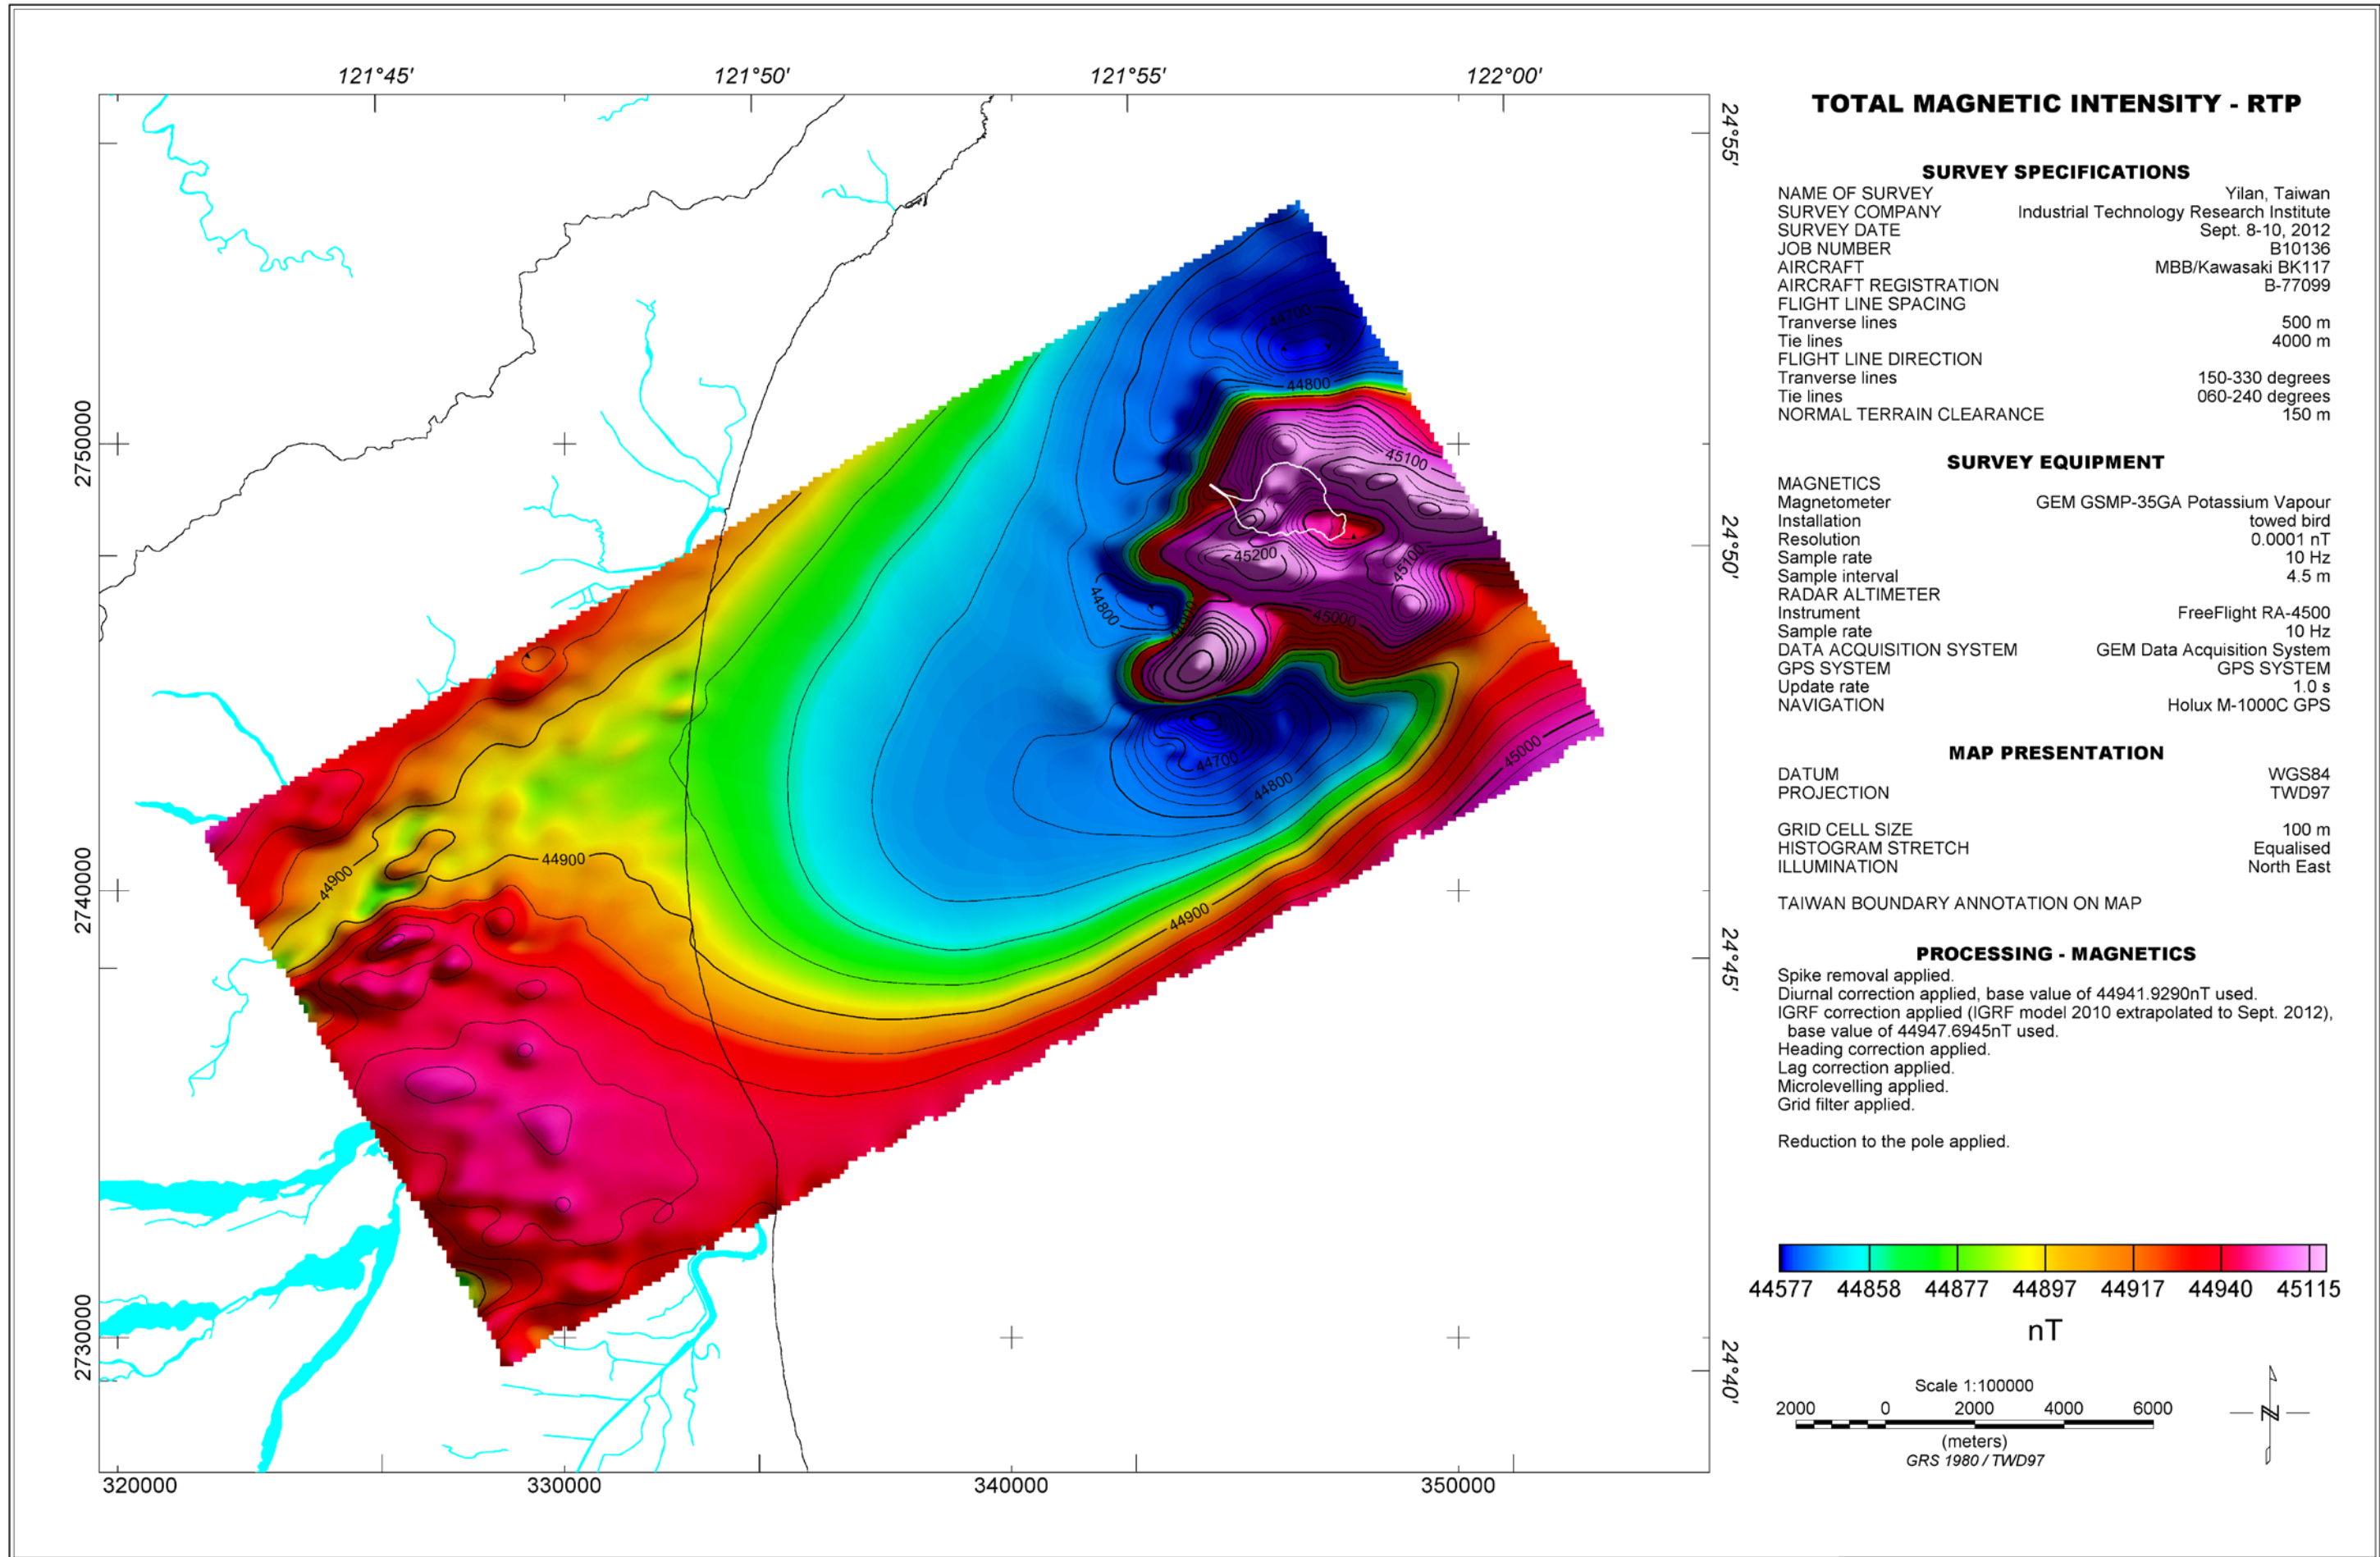 121°45'
121°50'
121°55'
122°00'
24°55'
24°50'
24°45'
24°40'
2750000
2740000
2730000
320000
330000
340000
350000
44700
44800
45100
45200
45100
44800
45000
44700
44800
45000
44900
44900
44900
TOTAL MAGNETIC INTENSITY - RTP
SURVEY SPECIFICATIONS
NAME OF SURVEY Yilan, Taiwan
SURVEY COMPANY Industrial Technology Research Institute
SURVEY DATE Sept. 8-10, 2012
JOB NUMBER B10136
AIRCRAFT MBB/Kawasaki BK117
AIRCRAFT REGISTRATION B-77099
FLIGHT LINE SPACING
Tranverse lines 500 m
Tie lines 4000 m
FLIGHT LINE DIRECTION
Tranverse lines 150-330 degrees
Tie lines 060-240 degrees
NORMAL TERRAIN CLEARANCE 150 m
SURVEY EQUIPMENT
MAGNETICS
Magnetometer GEM GSMP-35GA Potassium Vapour
Installation towed bird
Resolution 0.0001 nT
Sample rate 10 Hz
Sample interval 4.5 m
RADAR ALTIMETER
Instrument FreeFlight RA-4500
Sample rate 10 Hz
DATA ACQUISITION SYSTEM GEM Data Acquisition System
GPS SYSTEM GPS SYSTEM
Update rate 1.0 s
NAVIGATION Holux M-1000C GPS
MAP PRESENTATION
DATUM WGS84
PROJECTION TWD97
GRID CELL SIZE 100 m
HISTOGRAM STRETCH Equalised
ILLUMINATION North East
TAIWAN BOUNDARY ANNOTATION ON MAP
PROCESSING - MAGNETICS
Spike removal applied.
Diurnal correction applied, base value of 44941.9290nT used.
IGRF correction applied (IGRF model 2010 extrapolated to Sept. 2012),
base value of 44947.6945nT used.
Heading correction applied.
Lag correction applied.
Microlevelling applied.
Grid filter applied.
Reduction to the pole applied.
44577 44858 44877 44897 44917 44940 45115
nT
Scale 1:100000
2000 0 2000 4000 6000
(meters)
GRS 1980 / TWD97
N